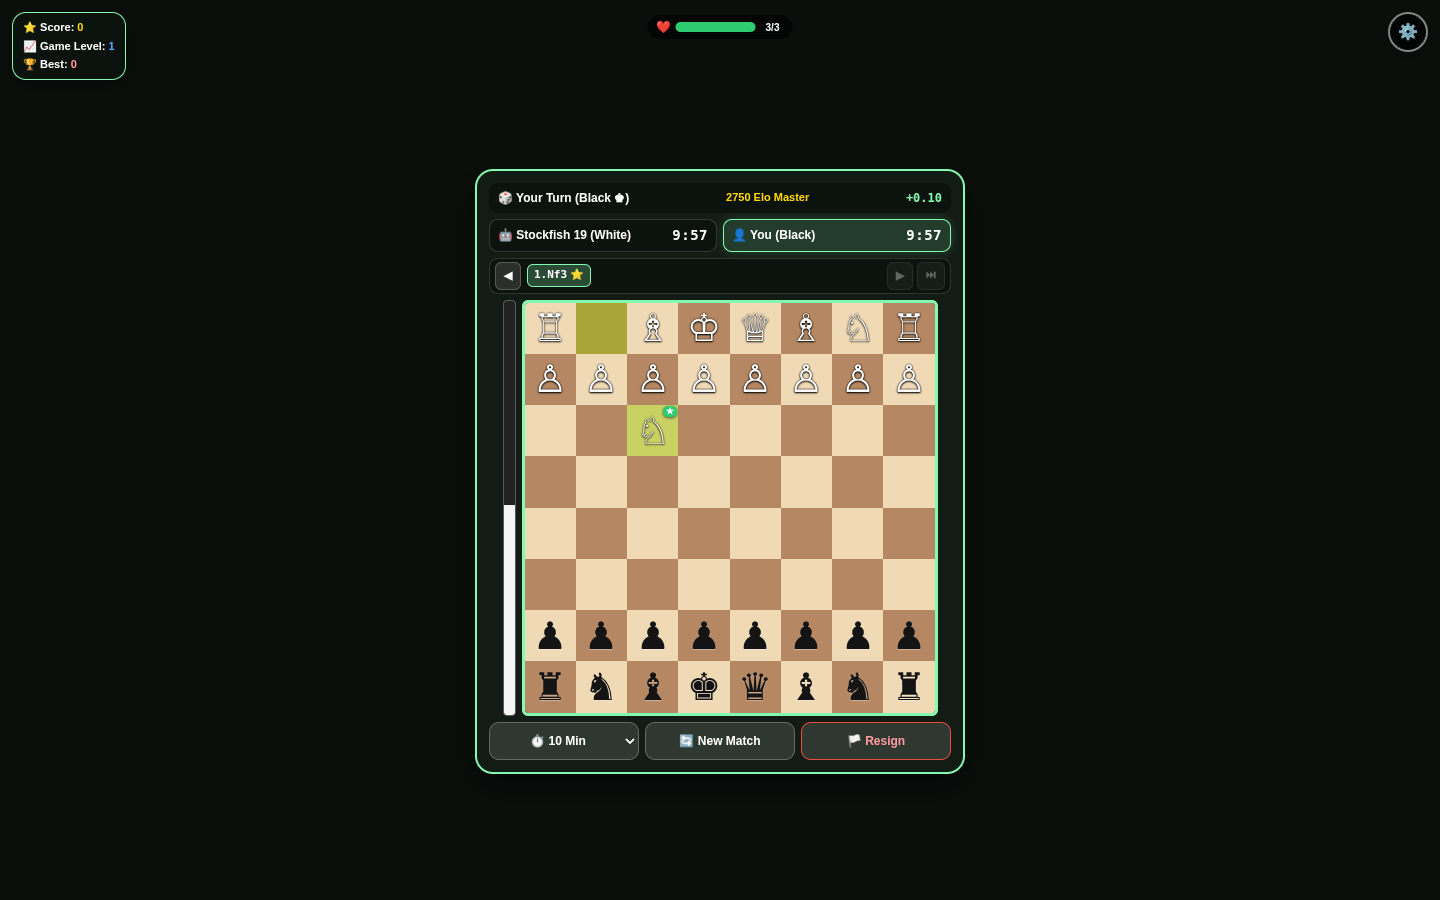 ⭐ Score: 0
📈 Game Level: 1
🏆 Best: 0
❤️ 3/3
⚙️
🎲 Your Turn (Black ♚) 2750 Elo Master +0.10
🤖 Stockfish 19 (White) 9:57 👤 You (Black) 9:57
◀ 1.Nf3 ⭐ ▶ ⏭
⏱️ 10 Min 🔄 New Match 🏳️ Resign